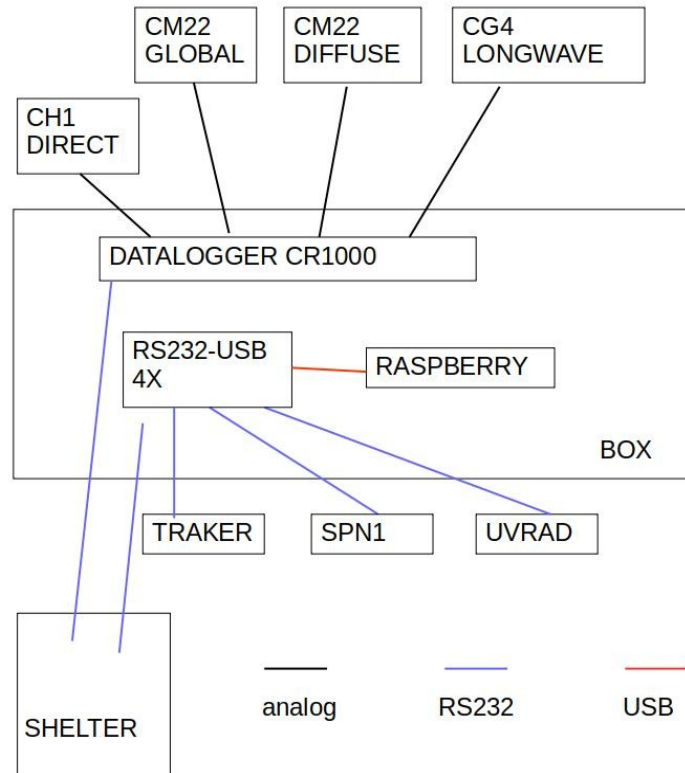 CM22
GLOBAL
CM22
DIFFUSE
CG4
LONGWAVE
CH1
DIRECT
DATALOGGER CR1000
RS232-USB
4X
RASPBERRY
BOX
TRAKER
SPN1
UVRAD
SHELTER
analog
RS232
USB